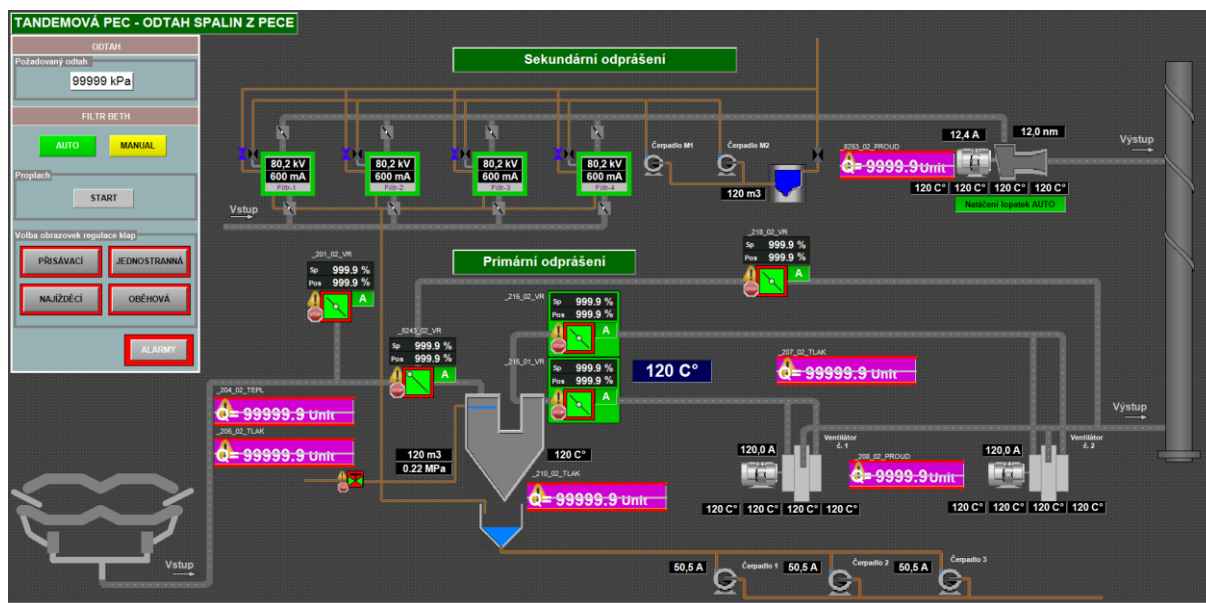 TANDEMOVÁ PEC - ODTAH SPALIN Z PECE
ODTAH
Požadovaný odtah
99999 kPa
FILTR BETH
AUTO
MANUAL
Proplach
START
Volba obrazovek regulace klap
PŘISÁVACÍ
JEDNOSTRANNÁ
NAJÍŽDĚCÍ
OBĚHOVÁ
ALARMY
Sekundární odprášení
80,2 kV
600 mA
Filtr-1
80,2 kV
600 mA
Filtr-2
80,2 kV
600 mA
Filtr-3
80,2 kV
600 mA
Filtr-4
Čerpadlo M1
Čerpadlo M2
120 m3
Vstup
_8253_02_PROUD
Q= 9999.9 Unit
12,4 A
12,0 nm
Výstup
120 C° 120 C° 120 C° 120 C°
Natáčení lopatek AUTO
Primární odprášení
_201_02_VR
Sp 999.9 %
Pos 999.9 %
A
STOP
_218_02_VR
Sp 999.9 %
Pos 999.9 %
A
STOP
_8243_02_VR
Sp 999.9 %
Pos 999.9 %
A
STOP
_215_02_VR
Sp 999.9 %
Pos 999.9 %
A
STOP
_216_01_VR
Sp 999.9 %
Pos 999.9 %
A
STOP
120 C°
_207_02_TLAK
Q= 99999.9 Unit
_204_02_TEPL
Q= 99999.9 Unit
_205_02_TLAK
Q= 99999.9 Unit
120 m3
0.22 MPa
120 C°
_210_02_TLAK
Q= 99999.9 Unit
Výstup
120,0 A
Ventilátor
č. 1
_208_02_PROUD
Q= 9999.9 Unit
120,0 A
Ventilátor
č. 2
120 C° 120 C° 120 C° 120 C°
120 C° 120 C° 120 C° 120 C°
Vstup
50,5 A
Čerpadlo 1
50,5 A
Čerpadlo 2
50,5 A
Čerpadlo 3